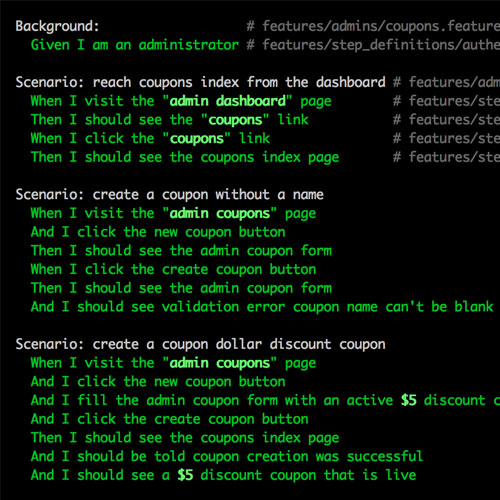 Background: # features/admins/coupons.feature
Given I am an administrator # features/step_definitions/authe
Scenario: reach coupons index from the dashboard # features/adm
When I visit the "admin dashboard" page # features/ste
Then I should see the "coupons" link # features/ste
When I click the "coupons" link # features/ste
Then I should see the coupons index page # features/ste
Scenario: create a coupon without a name
When I visit the "admin coupons" page
And I click the new coupon button
Then I should see the admin coupon form
When I click the create coupon button
Then I should see the admin coupon form
And I should see validation error coupon name can't be blank
Scenario: create a coupon dollar discount coupon
When I visit the "admin coupons" page
And I click the new coupon button
And I fill the admin coupon form with an active $5 discount c
And I click the create coupon button
Then I should see the coupons index page
And I should be told coupon creation was successful
And I should see a $5 discount coupon that is live